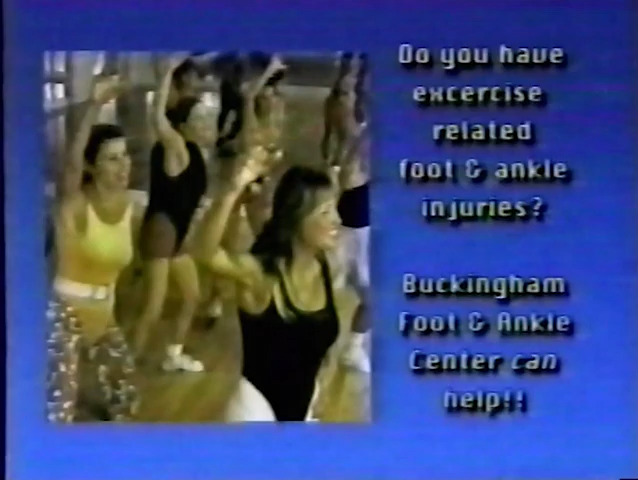 Do you have
excercise
related
foot & ankle
injuries?
Buckingham
Foot & Ankle
Center can
help!!